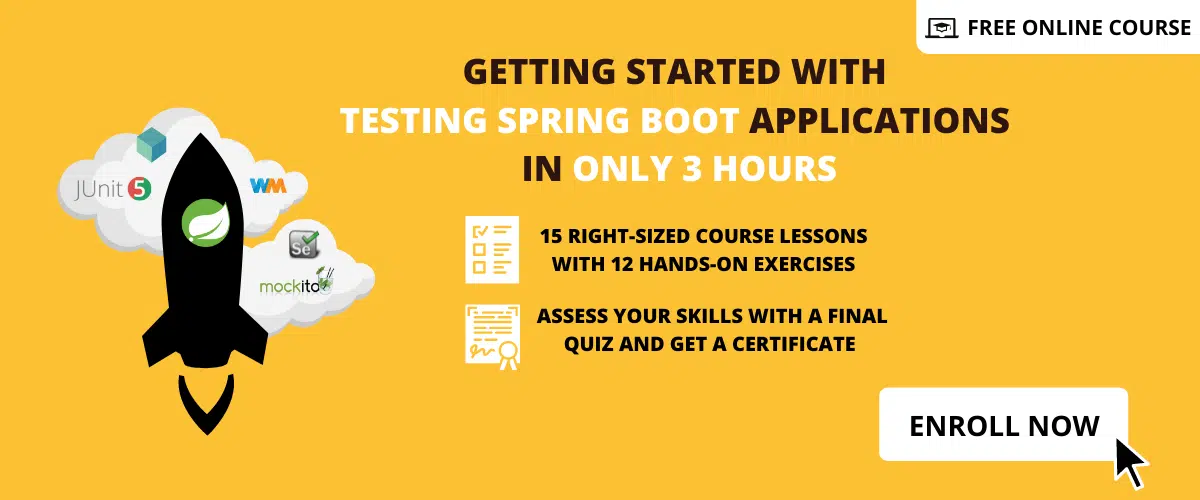 FREE ONLINE COURSE
GETTING STARTED WITH
TESTING SPRING BOOT APPLICATIONS
IN ONLY 3 HOURS
JUnit 5
WM
Se
mockito
15 RIGHT-SIZED COURSE LESSONS
WITH 12 HANDS-ON EXERCISES
ASSESS YOUR SKILLS WITH A FINAL
QUIZ AND GET A CERTIFICATE
ENROLL NOW